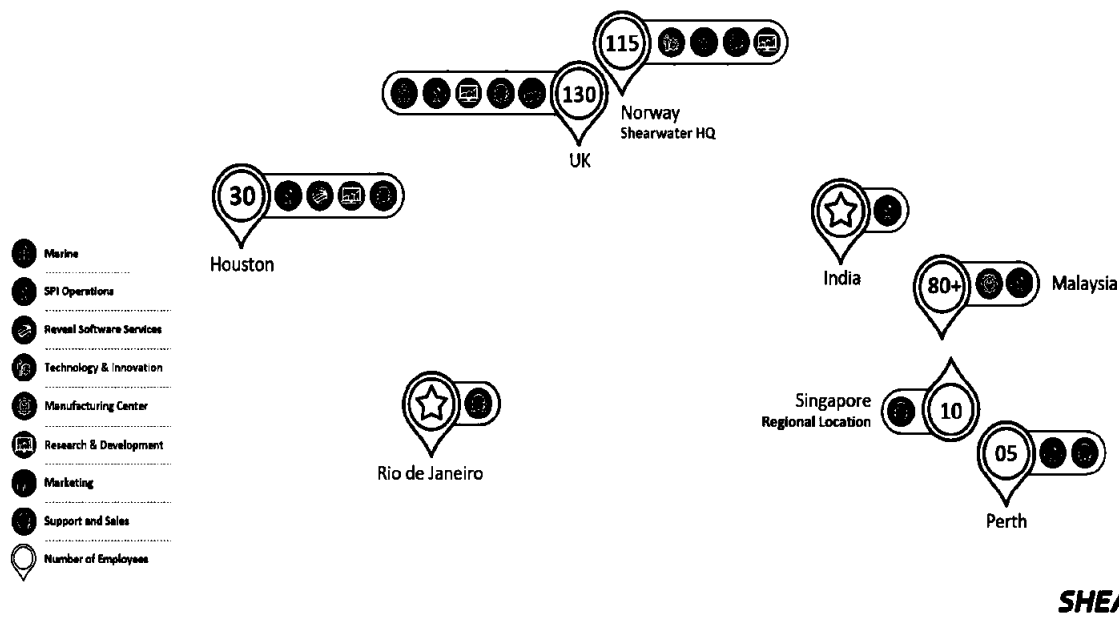 115
130
Norway
Shearwater HQ
UK
30
Houston
India
80+
Malaysia
Marine
SPI Operations
Reveal Software Services
Technology & Innovation
Manufacturing Center
Research & Development
Marketing
Support and Sales
Number of Employees
Rio de Janeiro
Singapore
Regional Location
10
05
Perth